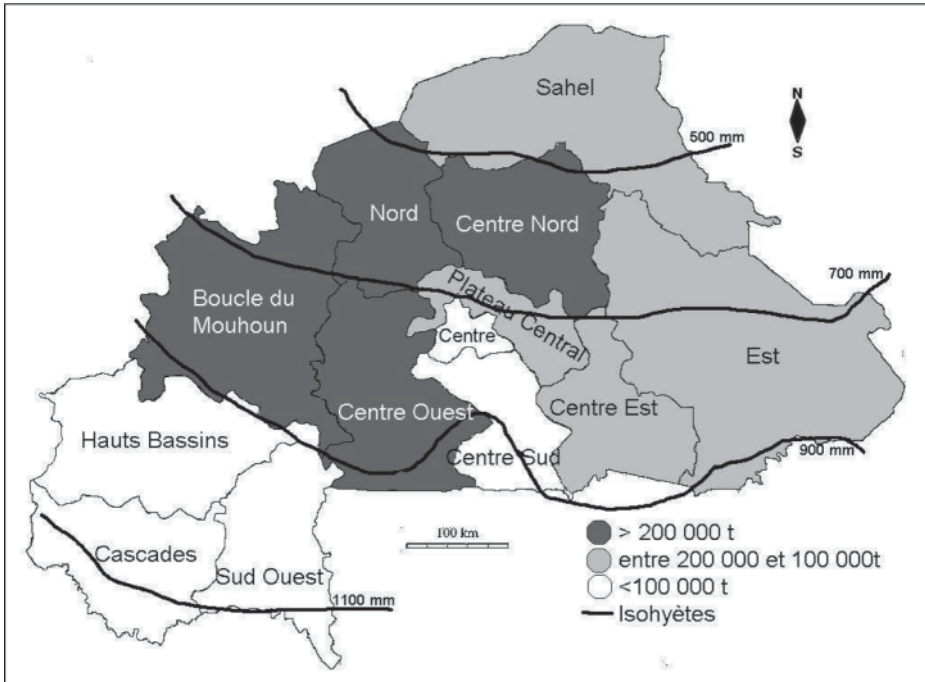 Sahel
N
S
500 mm
Nord
Centre Nord
700 mm
Boucle du
Mouhoun
Plateau Central
Centre
Est
Centre Ouest
Centre Est
Hauts Bassins
Centre Sud
900 mm
Cascades
Sud Ouest
1100 mm
100 km
> 200 000 t
entre 200 000 et 100 000t
<100 000 t
Isohyètes